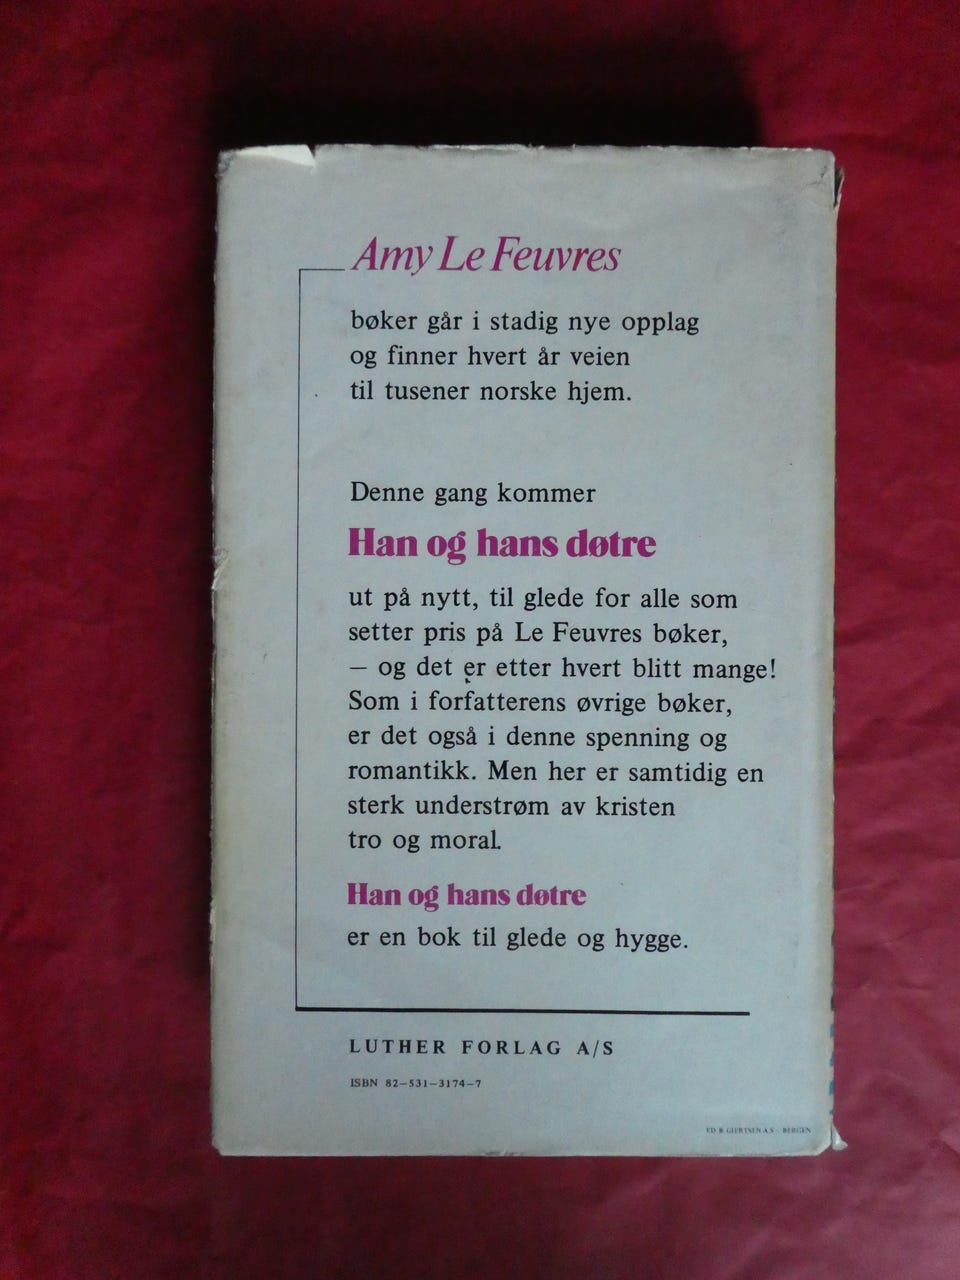 Amy Le Feuvres
bøker går i stadig nye opplag
og finner hvert år veien
til tusener norske hjem.
Denne gang kommer
Han og hans døtre
ut på nytt, til glede for alle som
setter pris på Le Feuvres bøker,
— og det er etter hvert blitt mange!
Som i forfatterens øvrige bøker,
er det også i denne spenning og
romantikk. Men her er samtidig en
sterk understrøm av kristen
tro og moral.
Han og hans døtre
er en bok til glede og hygge.
LUTHER FORLAG A/S
ISBN 82–531–3174–7
ED B GJERTSEN A.S - BERGEN